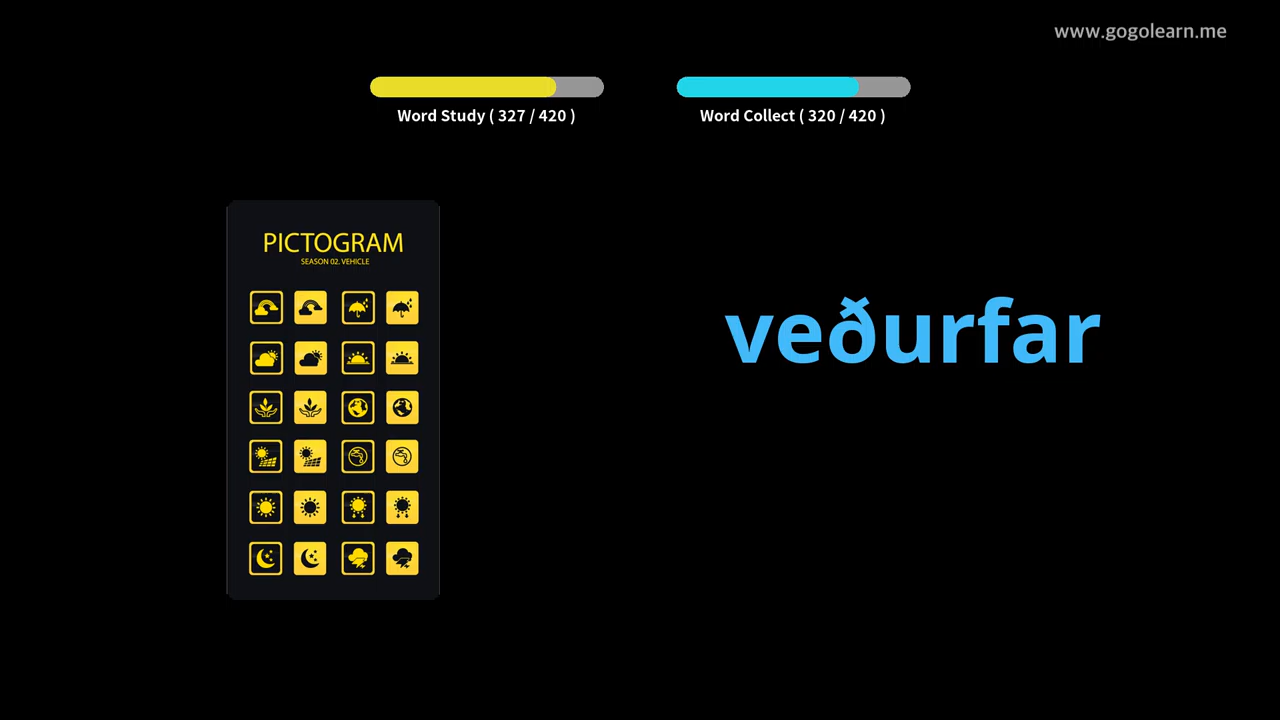 www.gogolearn.me
Word Study ( 327 / 420 )
Word Collect ( 320 / 420 )
PICTOGRAM
SEASON 02. VEHICLE
veðurfar